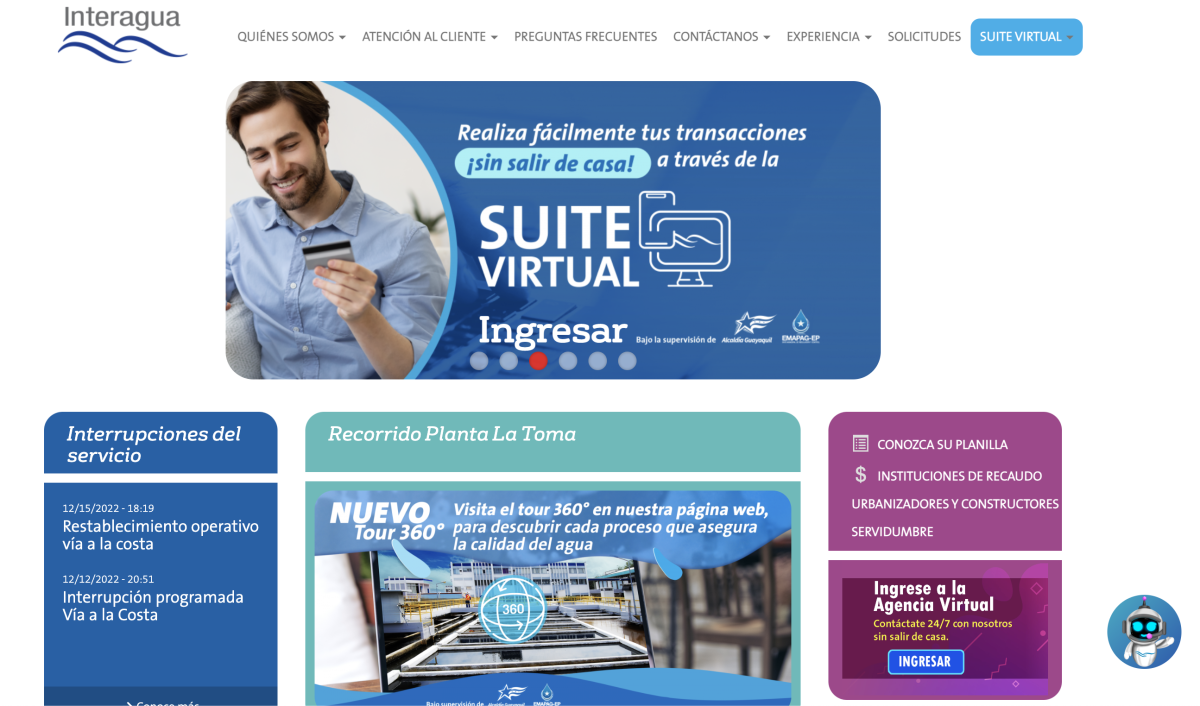 Interagua
QUIÉNES SOMOS
ATENCIÓN AL CLIENTE
PREGUNTAS FRECUENTES
CONTÁCTANOS
EXPERIENCIA
SOLICITUDES
SUITE VIRTUAL
Realiza fácilmente tus transacciones
¡sin salir de casa! a través de la
SUITE
VIRTUAL
Ingresar
Bajo la supervisión de
Alcaldía Guayaquil
EMAPAG-EP
Interrupciones del
servicio
12/15/2022 - 18:19
Restablecimiento operativo
vía a la costa
12/12/2022 - 20:51
Interrupción programada
Vía a la Costa
Recorrido Planta La Toma
NUEVO
Tour 360°
Visita el tour 360° en nuestra página web,
para descubrir cada proceso que asegura
la calidad del agua
360
Bajo supervisión de
Alcaldía Guayaquil
EMAPAG-EP
CONOZCA SU PLANILLA
$ INSTITUCIONES DE RECAUDO
URBANIZADORES Y CONSTRUCTORES
SERVIDUMBRE
Ingrese a la
Agencia Virtual
Contáctate 24/7 con nosotros
sin salir de casa.
INGRESAR